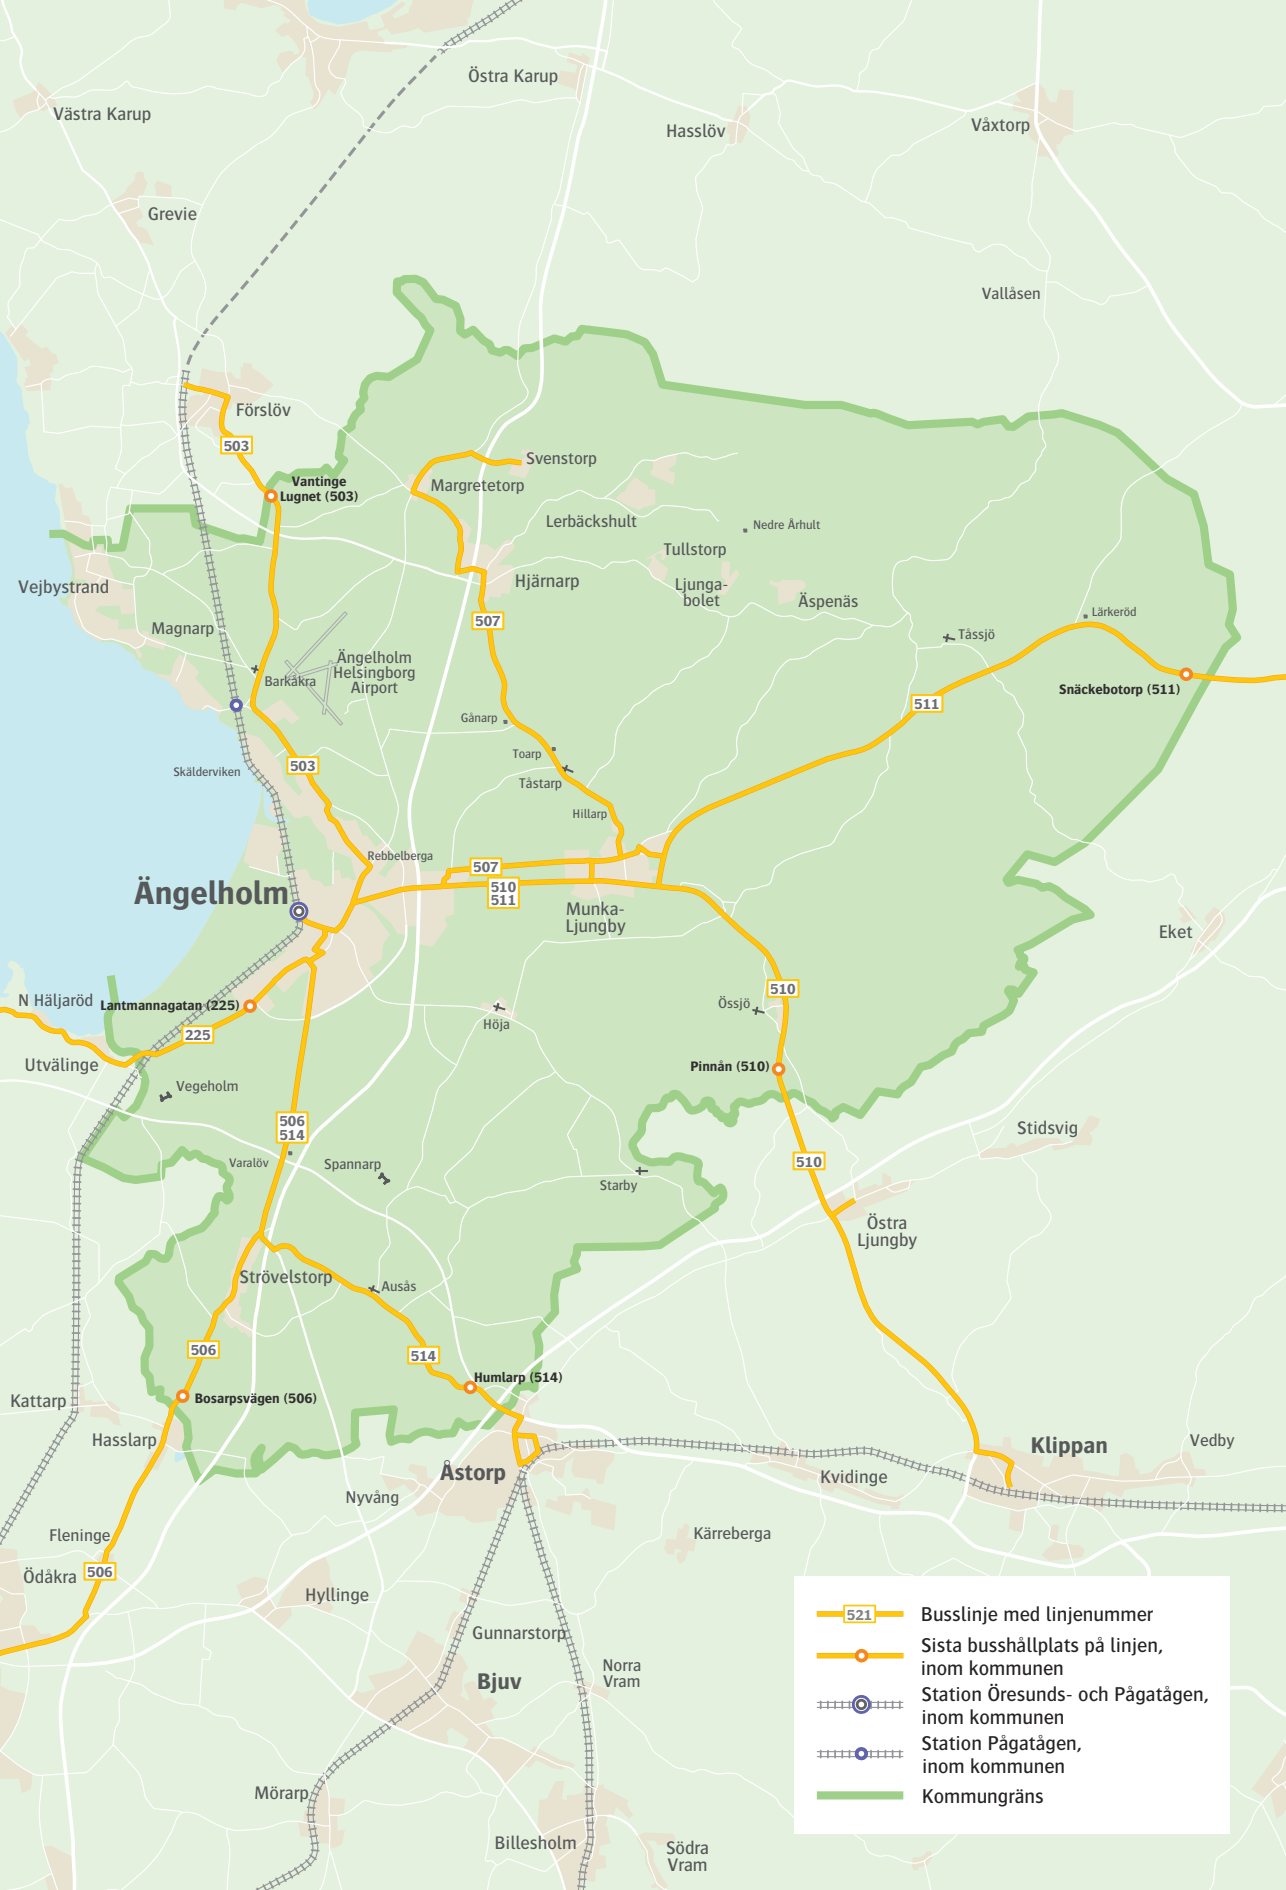 Östra Karup
Västra Karup
Hasslöv
Våxtorp
Grevie
Vallåsen
Förslöv
503
Svenstorp
Vantinge
Lugnet (503)
Margretetorp
Lerbäckshult
Nedre Århult
Tullstorp
Hjärnarp
Vejbystrand
Ljunga-
bolet
Äspenäs
Lärkeröd
507
Magnarp
Tåssjö
Ängelholm
Helsingborg
Airport
Barkåkra
Snäckebotorp (511)
511
Gånarp
Toarp
503
Skälderviken
Tåstarp
Hillarp
Rebbelberga
507
Ängelholm
510
511
Munka-
Ljungby
Eket
510
N Häljaröd
Lantmannagatan (225)
Össjö
Höja
225
Utvälinge
Pinnån (510)
Vegeholm
506
514
Stidsvig
Varalöv
Spannarp
510
Starby
Östra
Ljungby
Strövelstorp
Ausås
506
514
Humlarp (514)
Kattarp
Bosarpsvägen (506)
Hasslarp
Klippan
Vedby
Åstorp
Kvidinge
Nyvång
Fleninge
Kärreberga
506
Ödåkra
Hyllinge
521
Busslinje med linjenummer
Sista busshållplats på linjen,
inom kommunen
Station Öresunds- och Pågatågen,
inom kommunen
Station Pågatågen,
inom kommunen
Kommungräns
Gunnarstorp
Norra
Vram
Bjuv
Mörarp
Billesholm
Södra
Vram